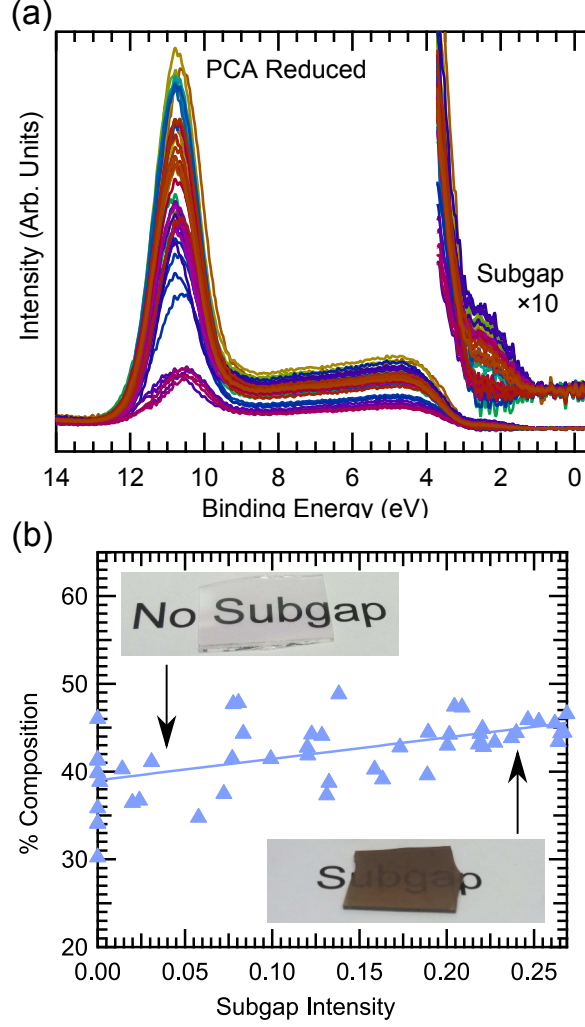 (a)
PCA Reduced
Intensity (Arb. Units)
Subgap
×10
14 12 10 8 6 4 2 0
Binding Energy (eV)
(b)
60
50
40
30
20
% Composition
No Subgap
Subgap
0.00 0.05 0.10 0.15 0.20 0.25
Subgap Intensity